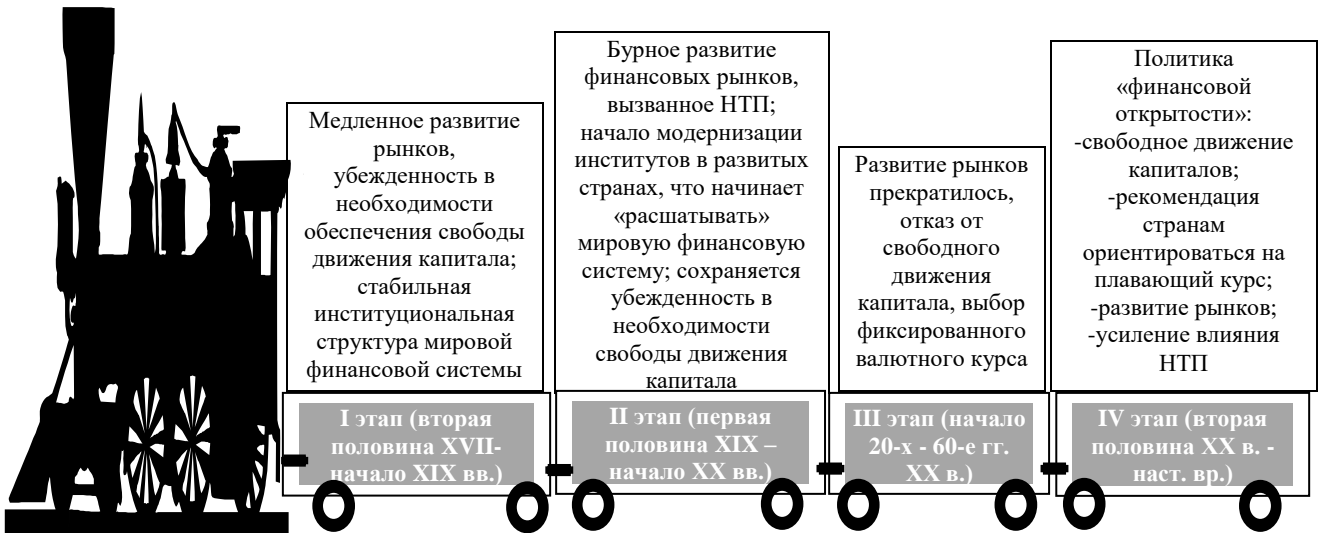 Медленное развитие
рынков,
убежденность в
необходимости
обеспечения свободы
движения капитала;
стабильная
институциональная
структура мировой
финансовой системы
I этап (вторая
половина XVII-
начало XIX вв.)
Бурное развитие
финансовых рынков,
вызванное НТП;
начало модернизации
институтов в развитых
странах, что начинает
«расшатывать»
мировую финансовую
систему; сохраняется
убежденность в
необходимости
свободы движения
капитала
II этап (первая
половина XIX –
начало XX вв.)
Развитие рынков
прекратилось,
отказ от
свободного
движения
капитала, выбор
фиксированного
валютного курса
III этап (начало
20-х - 60-е гг.
XX в.)
Политика
«финансовой
открытости»:
-свободное движение
капиталов;
-рекомендация
странам
ориентироваться на
плавающий курс;
-развитие рынков;
-усиление влияния
НТП
IV этап (вторая
половина XX в. -
наст. вр.)